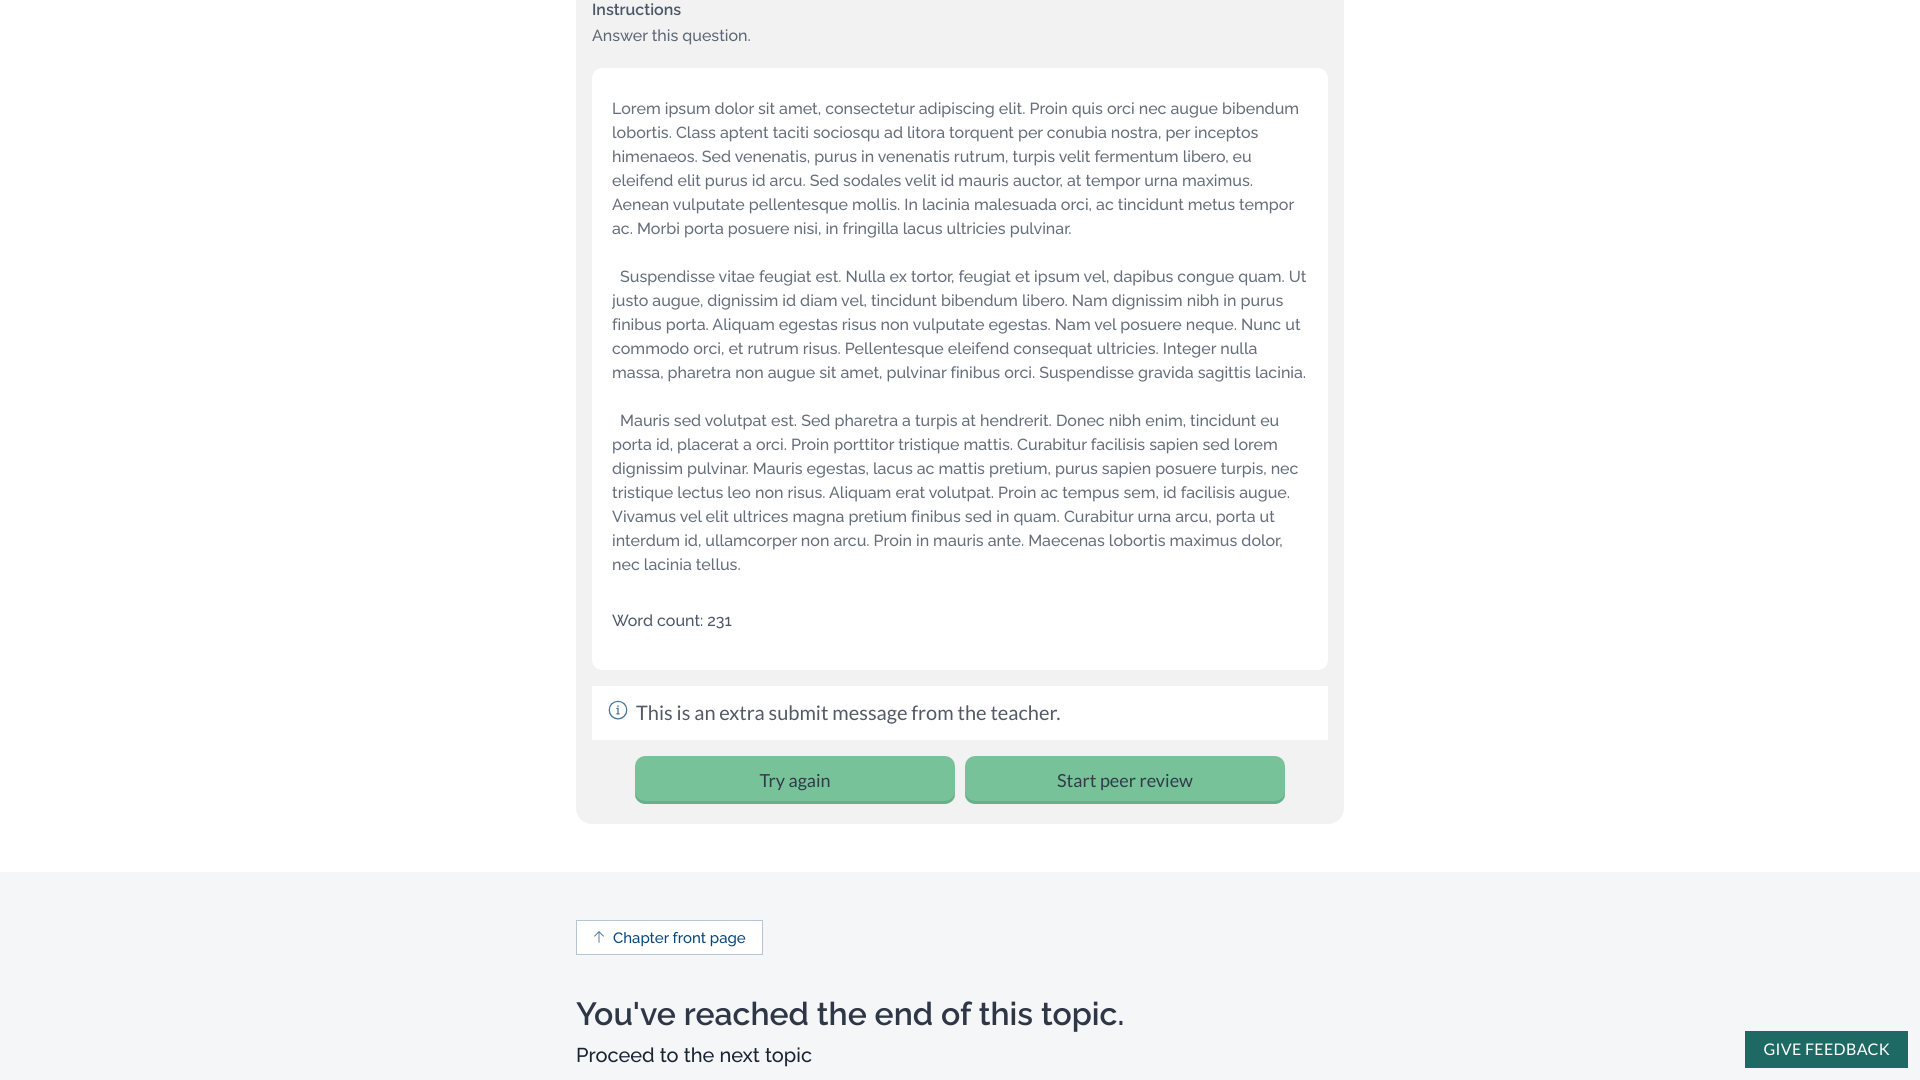 Instructions
Answer this question.
Lorem ipsum dolor sit amet, consectetur adipiscing elit. Proin quis orci nec augue bibendum
lobortis. Class aptent taciti sociosqu ad litora torquent per conubia nostra, per inceptos
himenaeos. Sed venenatis, purus in venenatis rutrum, turpis velit fermentum libero, eu
eleifend elit purus id arcu. Sed sodales velit id mauris auctor, at tempor urna maximus.
Aenean vulputate pellentesque mollis. In lacinia malesuada orci, ac tincidunt metus tempor
ac. Morbi porta posuere nisi, in fringilla lacus ultricies pulvinar.
Suspendisse vitae feugiat est. Nulla ex tortor, feugiat et ipsum vel, dapibus congue quam. Ut
justo augue, dignissim id diam vel, tincidunt bibendum libero. Nam dignissim nibh in purus
finibus porta. Aliquam egestas risus non vulputate egestas. Nam vel posuere neque. Nunc ut
commodo orci, et rutrum risus. Pellentesque eleifend consequat ultricies. Integer nulla
massa, pharetra non augue sit amet, pulvinar finibus orci. Suspendisse gravida sagittis lacinia.
Mauris sed volutpat est. Sed pharetra a turpis at hendrerit. Donec nibh enim, tincidunt eu
porta id, placerat a orci. Proin porttitor tristique mattis. Curabitur facilisis sapien sed lorem
dignissim pulvinar. Mauris egestas, lacus ac mattis pretium, purus sapien posuere turpis, nec
tristique lectus leo non risus. Aliquam erat volutpat. Proin ac tempus sem, id facilisis augue.
Vivamus vel elit ultrices magna pretium finibus sed in quam. Curabitur urna arcu, porta ut
interdum id, ullamcorper non arcu. Proin in mauris ante. Maecenas lobortis maximus dolor,
nec lacinia tellus.
Word count: 231
This is an extra submit message from the teacher.
Try again
Start peer review
Chapter front page
You've reached the end of this topic.
Proceed to the next topic
GIVE FEEDBACK